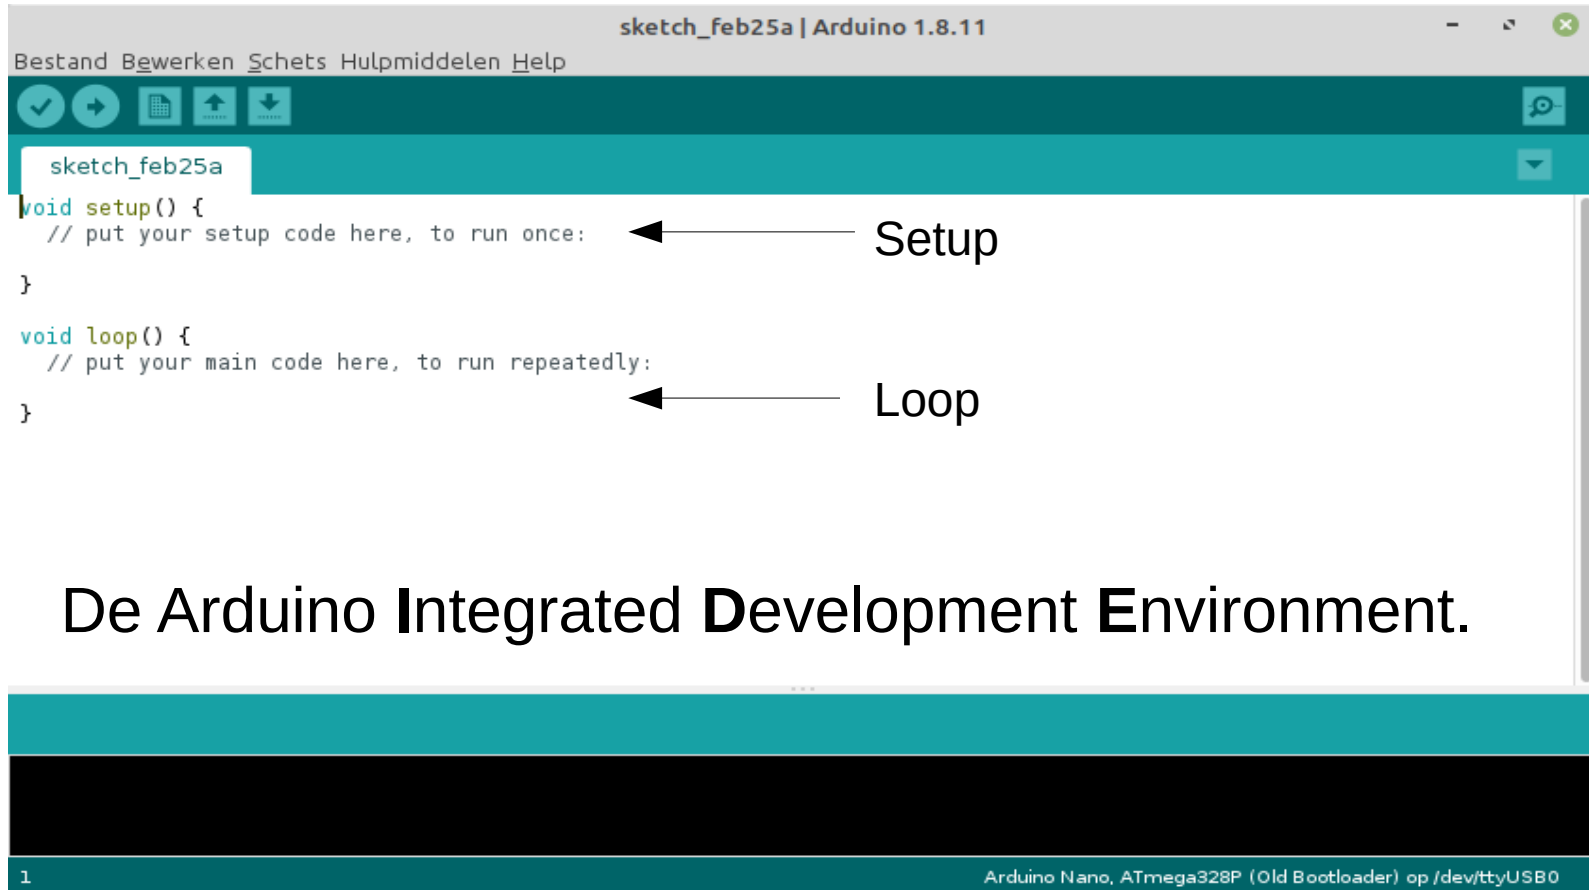 sketch_feb25a | Arduino 1.8.11
Bestand Bewerken Schets Hulpmiddelen Help
sketch_feb25a
void setup() {
  // put your setup code here, to run once:
Setup
}
void loop() {
  // put your main code here, to run repeatedly:
Loop
}
De Arduino Integrated Development Environment.
1
Arduino Nano, ATmega328P (Old Bootloader) op /dev/ttyUSB0